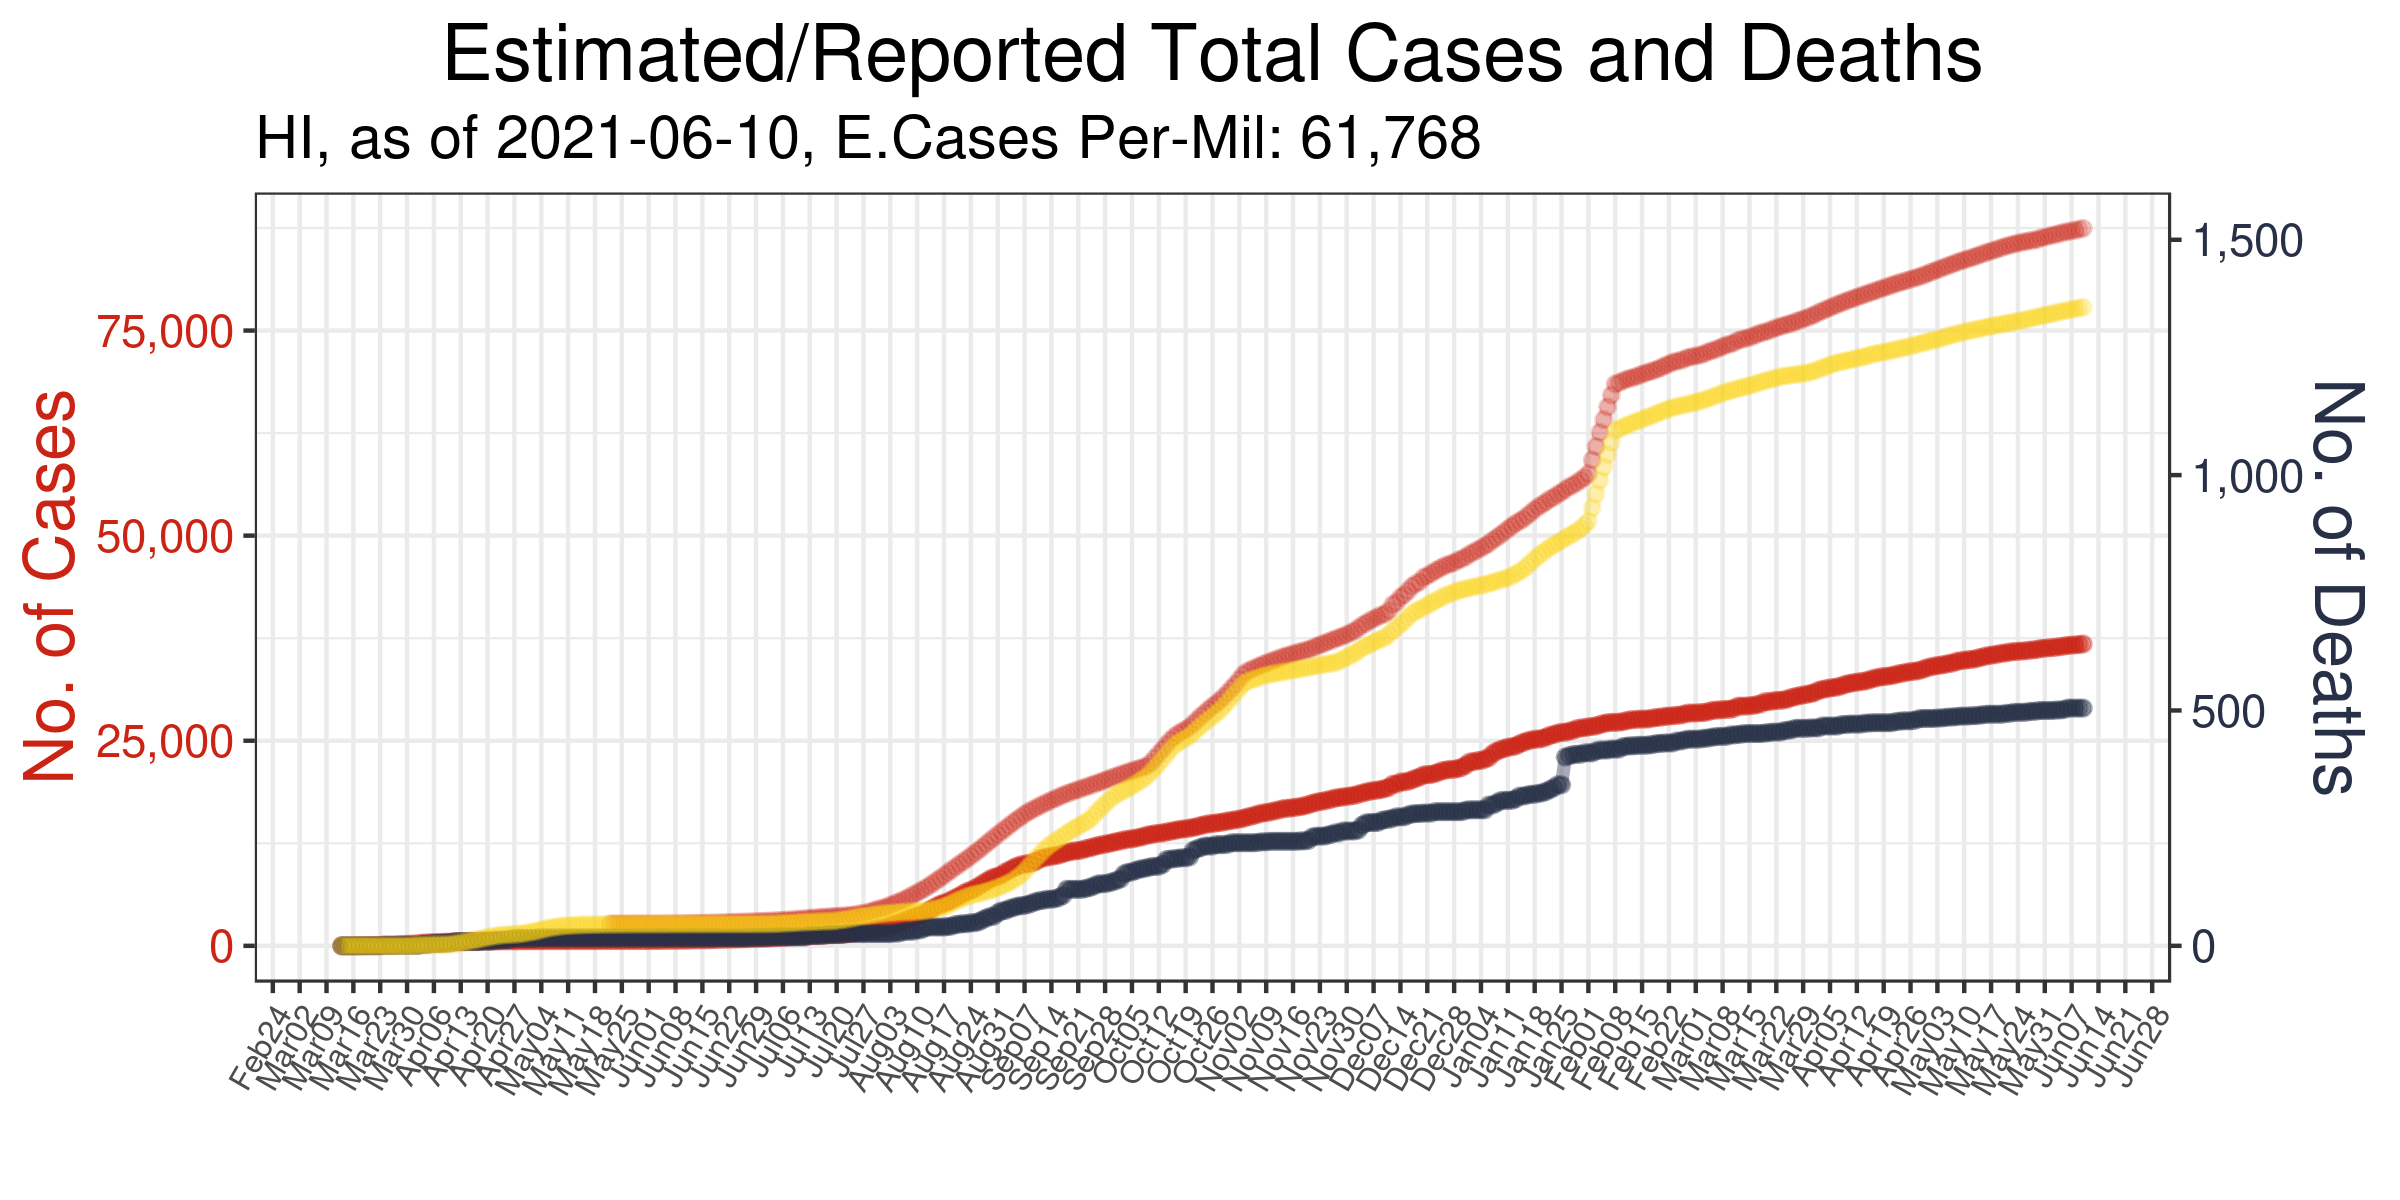 Estimated/Reported Total Cases and Deaths
HI, as of 2021-06-10, E.Cases Per-Mil: 61,768
No. of Cases
75,000
50,000
25,000
0
1,500
1,000
500
0
No. of Deaths
Feb24
Mar02
Mar09
Mar16
Mar23
Mar30
Apr06
Apr13
Apr20
Apr27
May04
May11
May18
May25
Jun01
Jun08
Jun15
Jun22
Jun29
Jul06
Jul13
Jul20
Jul27
Aug03
Aug10
Aug17
Aug24
Aug31
Sep07
Sep14
Sep21
Sep28
Oct05
Oct12
Oct19
Oct26
Nov02
Nov09
Nov16
Nov23
Nov30
Dec07
Dec14
Dec21
Dec28
Jan04
Jan11
Jan18
Jan25
Feb01
Feb08
Feb15
Feb22
Mar01
Mar08
Mar15
Mar22
Mar29
Apr05
Apr12
Apr19
Apr26
May03
May10
May17
May24
May31
Jun07
Jun14
Jun21
Jun28